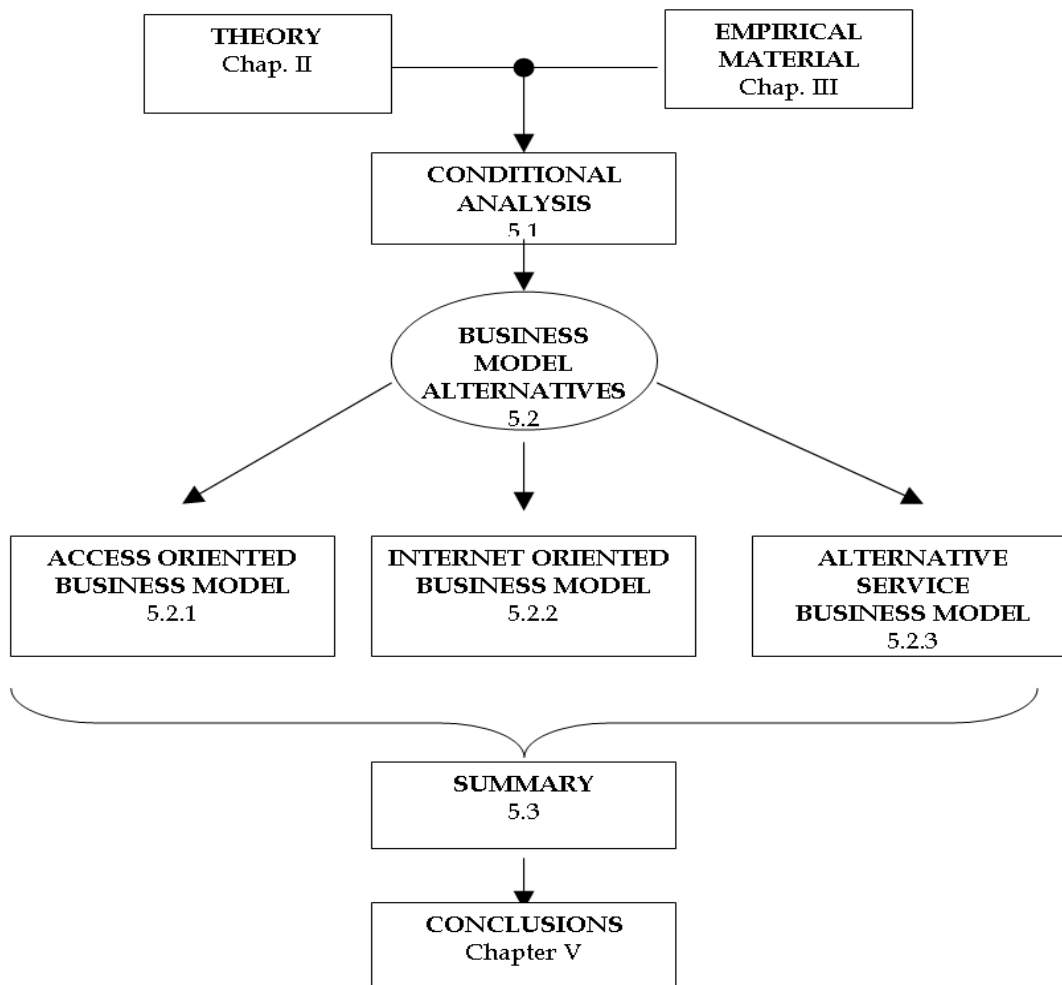 THEORY
Chap. II
EMPIRICAL
MATERIAL
Chap. III
CONDITIONAL
ANALYSIS
5.1
BUSINESS
MODEL
ALTERNATIVES
5.2
ACCESS ORIENTED
BUSINESS MODEL
5.2.1
INTERNET ORIENTED
BUSINESS MODEL
5.2.2
ALTERNATIVE
SERVICE
BUSINESS MODEL
5.2.3
SUMMARY
5.3
CONCLUSIONS
Chapter V